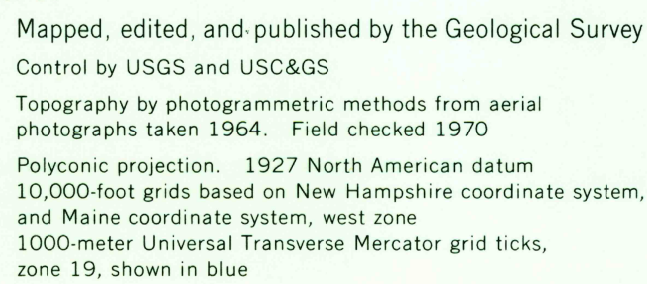 Mapped, edited, and published by the Geological Survey
Control by USGS and USC&GS
Topography by photogrammetric methods from aerial
photographs taken 1964. Field checked 1970
Polyconic projection. 1927 North American datum
10,000-foot grids based on New Hampshire coordinate system,
and Maine coordinate system, west zone
1000-meter Universal Transverse Mercator grid ticks,
zone 19, shown in blue